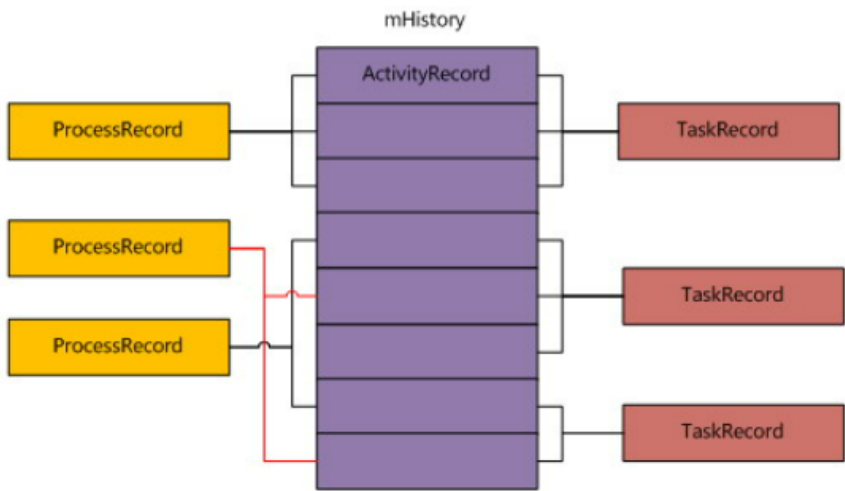 mHistory
ActivityRecord
ProcessRecord
TaskRecord
ProcessRecord
TaskRecord
ProcessRecord
TaskRecord